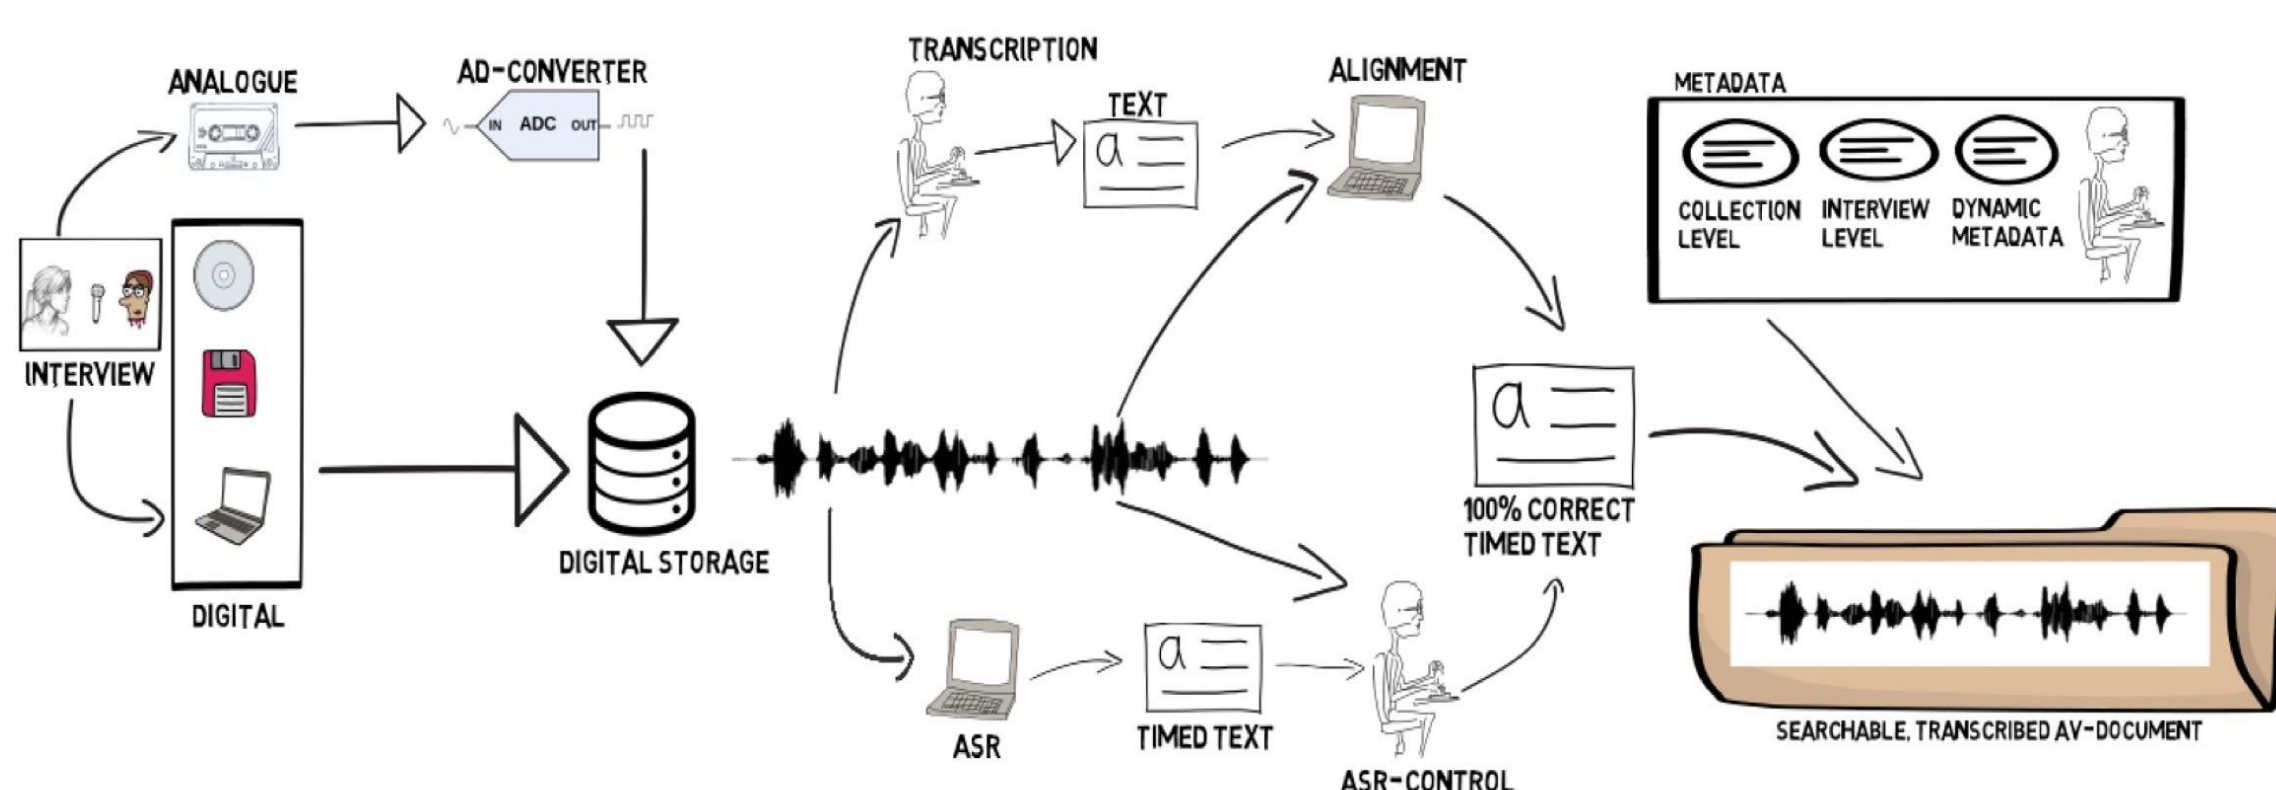 ANALOGUE
AD-CONVERTER
IN ADC OUT
INTERVIEW
DIGITAL
DIGITAL STORAGE
TRANSCRIPTION
TEXT
a
ALIGNMENT
ASR
a
TIMED TEXT
ASR-CONTROL
a
100% CORRECT
TIMED TEXT
METADATA
COLLECTION
LEVEL
INTERVIEW
LEVEL
DYNAMIC
METADATA
SEARCHABLE, TRANSCRIBED AV-DOCUMENT